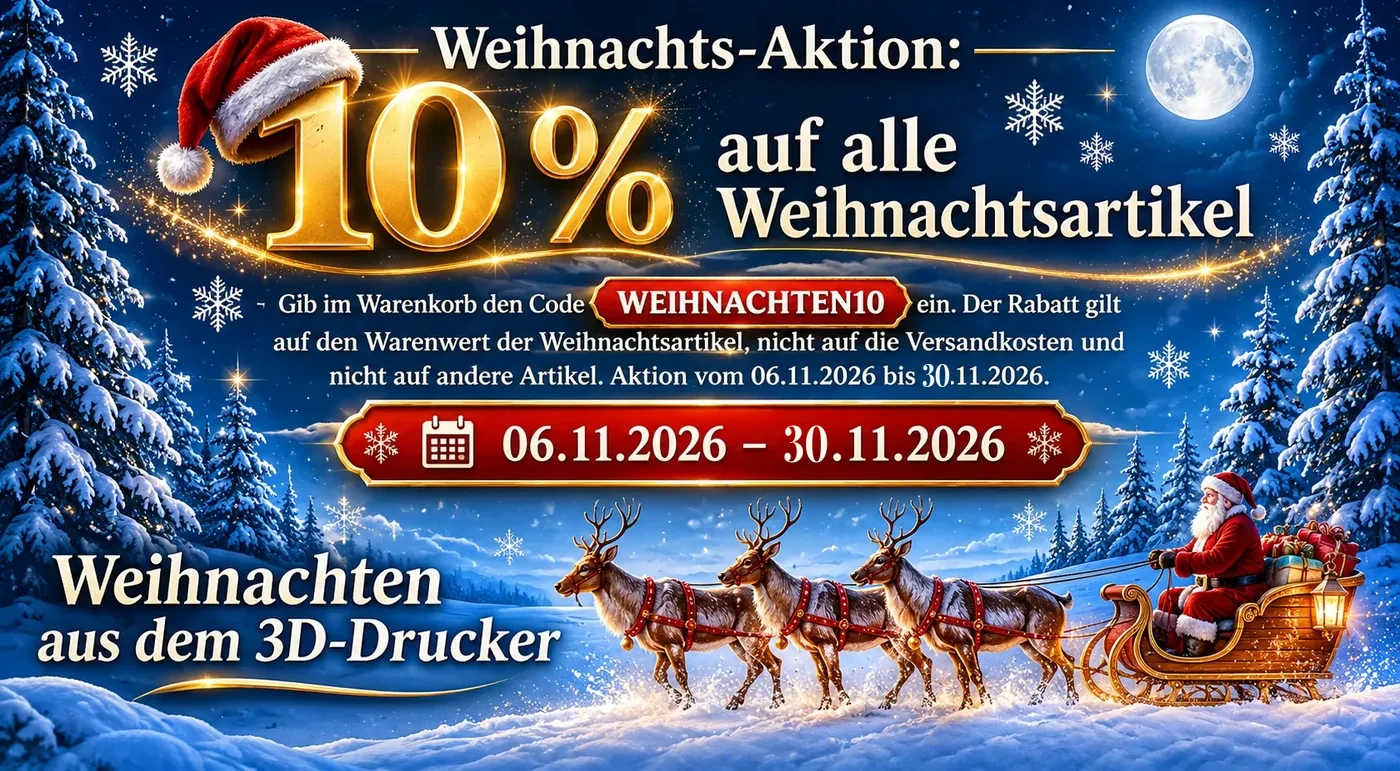 Weihnachts-Aktion:
10%
auf alle
Weihnachtsartikel
Gib im Warenkorb den Code WEIHNACHTEN10 ein. Der Rabatt gilt
auf den Warenwert der Weihnachtsartikel, nicht auf die Versandkosten und
nicht auf andere Artikel. Aktion vom 06.11.2026 bis 30.11.2026.
06.11.2026 – 30.11.2026
Weihnachten
aus dem 3D-Drucker